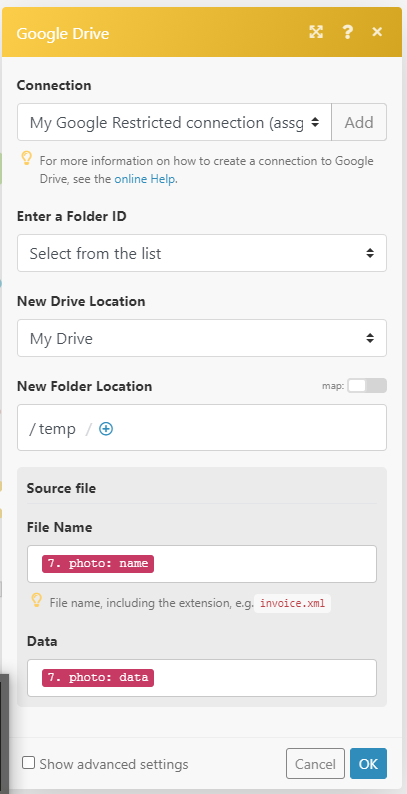 Google Drive
Connection
My Google Restricted connection (assg
Add
For more information on how to create a connection to Google
Drive, see the online Help.
Enter a Folder ID
Select from the list
New Drive Location
My Drive
New Folder Location
map:
/ temp /
Source file
File Name
7. photo: name
File name, including the extension, e.g. invoice.xml
Data
7. photo: data
Show advanced settings
Cancel
OK